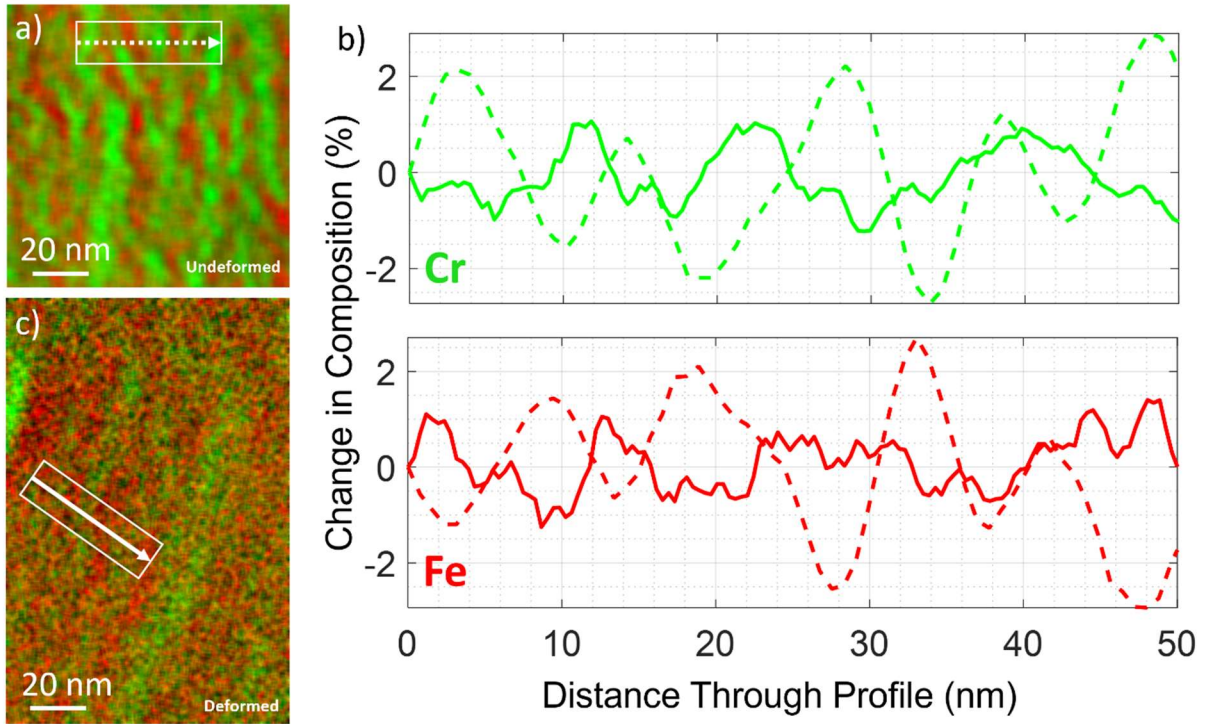 a)
20 nm
Undeformed
c)
20 nm
Deformed
b)
Change in Composition (%)
2
0
-2
Cr
2
0
-2
Fe
0 10 20 30 40 50
Distance Through Profile (nm)